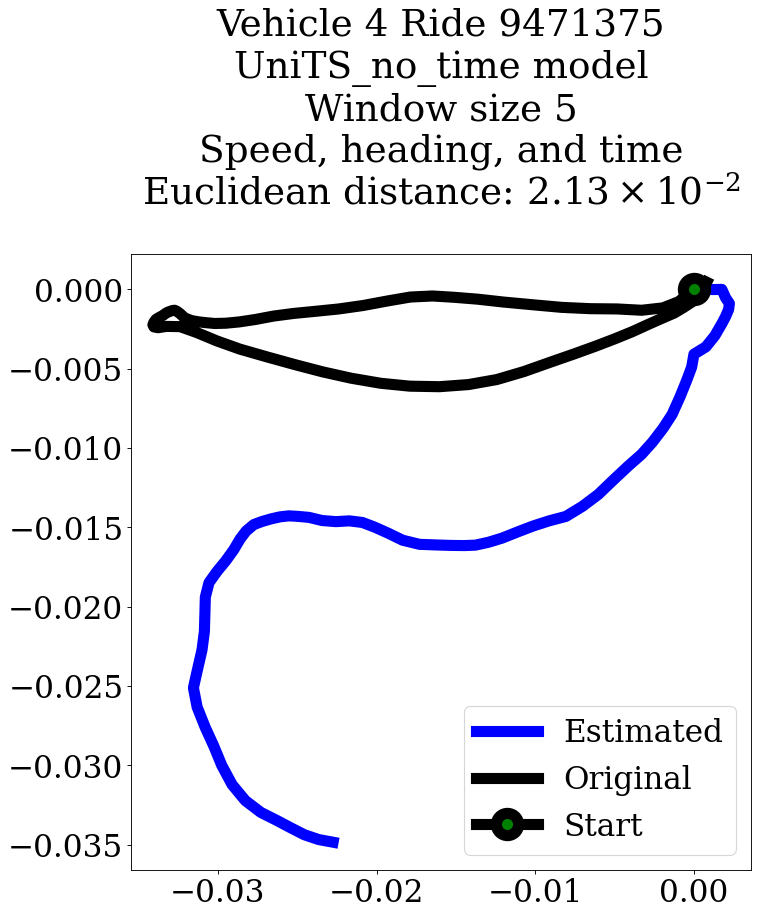 Vehicle 4 Ride 9471375
UniTS_no_time model
Window size 5
Speed, heading, and time
Euclidean distance: 2.13 × 10⁻²
0.000
−0.005
−0.010
−0.015
−0.020
−0.025
−0.030
−0.035
Estimated
Original
Start
−0.03
−0.02
−0.01
0.00